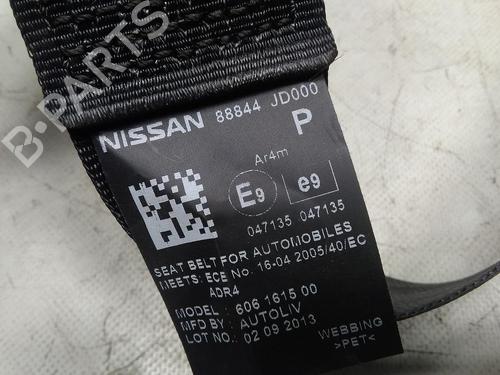 B-PARTS
NISSAN 88844 JD000
P
Ar4m
E9 e9
047135 047135
SEAT BELT FOR AUTOMOBILES
MEETS: ECE No. 16-04 2005/40/EC
ADR4
MODEL : 606 1615 00
MFD BY : AUTOLIV
LOT NO. : 02 09 2013
WEBBING
>PET<